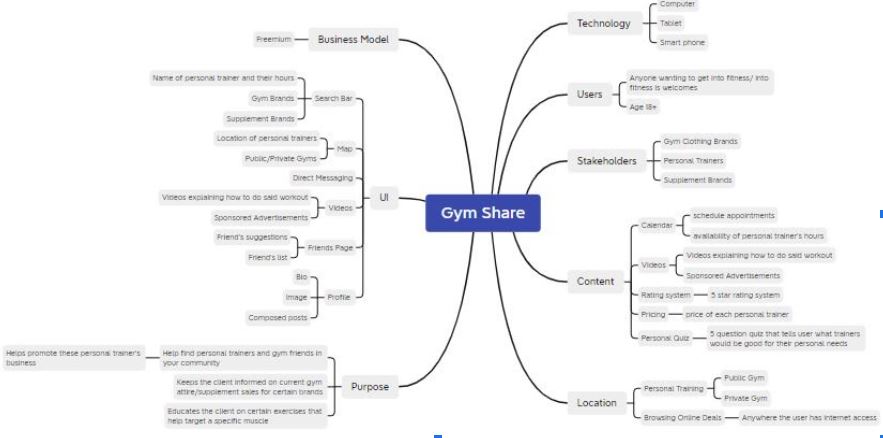 Gym Share
Business Model
Freemium
UI
Search Bar
Name of personal trainer and their hours
Gym Brands
Supplement Brands
Map
Location of personal trainers
Public/Private Gyms
Direct Messaging
Videos
Videos explaining how to do said workout
Sponsored Advertisements
Friends Page
Friend's suggestions
Friend's list
Profile
Bio
Image
Composed posts
Purpose
Help find personal trainers and gym friends in
your community
Helps promote these personal trainer's
business
Keeps the client informed on current gym
attire/supplement sales for certain brands
Educates the client on certain exercises that
help target a specific muscle
Technology
Computer
Tablet
Smart phone
Users
Anyone wanting to get into fitness/ into
fitness is welcomes
Age 18+
Stakeholders
Gym Clothing Brands
Personal Trainers
Supplement Brands
Content
Calendar
schedule appointments
availability of personal trainer's hours
Videos
Videos explaining how to do said workout
Sponsored Advertisements
Rating system
5 star rating system
Pricing
price of each personal trainer
Personal Quiz
5 question quiz that tells user what trainers
would be good for their personal needs
Location
Personal Training
Public Gym
Private Gym
Browsing Online Deals
Anywhere the user has internet access